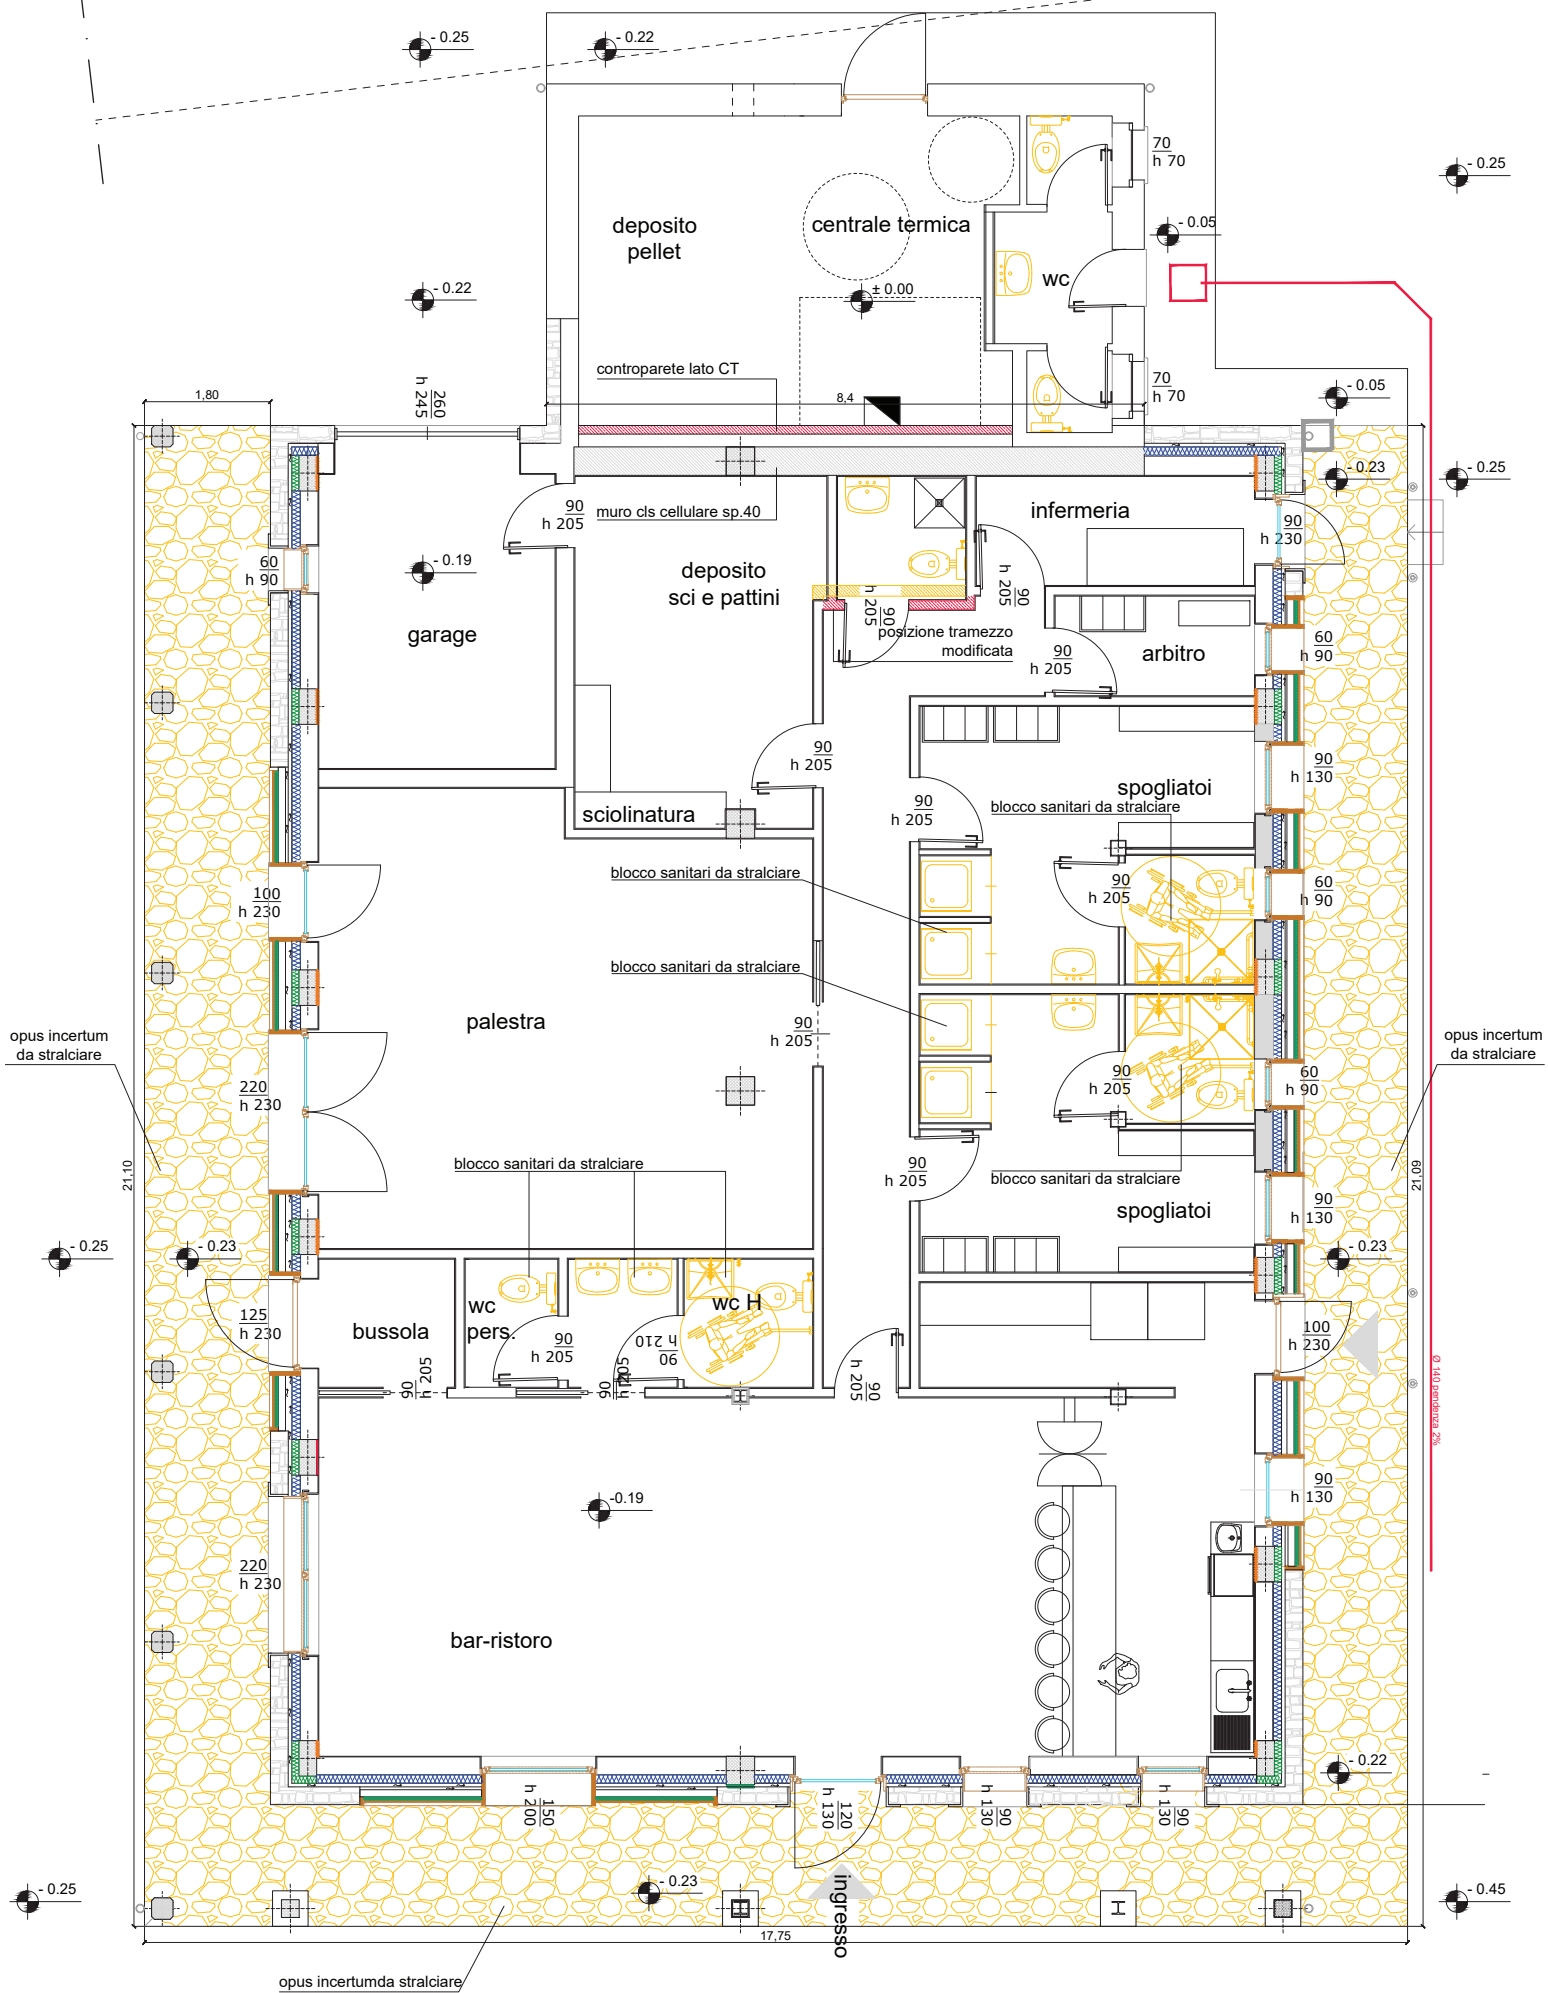 - 0.25
- 0.22
70
h 70
- 0.25
deposito
pellet
centrale termica
- 0.05
wc
- 0.22
± 0.00
controparete lato CT
70
h 70
- 0.05
1,80
260
h 245
8,4
- 0.23
- 0.25
90
h 205
muro cls cellulare sp.40
infermeria
90
h 230
60
h 90
- 0.19
deposito
sci e pattini
90
h 205
90
h 205
garage
posizione tramezzo
modificata
90
h 205
arbitro
60
h 90
90
h 205
90
h 130
spogliatoi
blocco sanitari da stralciare
sciolinatura
90
h 205
blocco sanitari da stralciare
90
h 205
60
h 90
100
h 230
blocco sanitari da stralciare
palestra
90
h 205
opus incertum
da stralciare
opus incertum
da stralciare
220
h 230
90
h 205
60
h 90
21,10
blocco sanitari da stralciare
90
h 205
blocco sanitari da stralciare
21,09
90
h 130
spogliatoi
- 0.25
- 0.23
- 0.23
125
h 230
bussola
wc
pers.
90
h 205
90
h 210
wc H
100
h 230
90
h 205
90
h 205
90
h 205
Ø 140 pendenza 2%
90
h 130
-0.19
220
h 230
bar-ristoro
- 0.22
150
h 200
120
h 130
90
h 130
90
h 130
- 0.25
- 0.23
ingresso
- 0.45
17,75
opus incertumda stralciare